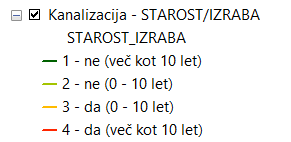 Kanalizacija - STAROST/IZRABA
STAROST_IZRABA
1 - ne (več kot 10 let)
2 - ne (0 - 10 let)
3 - da (0 - 10 let)
4 - da (več kot 10 let)